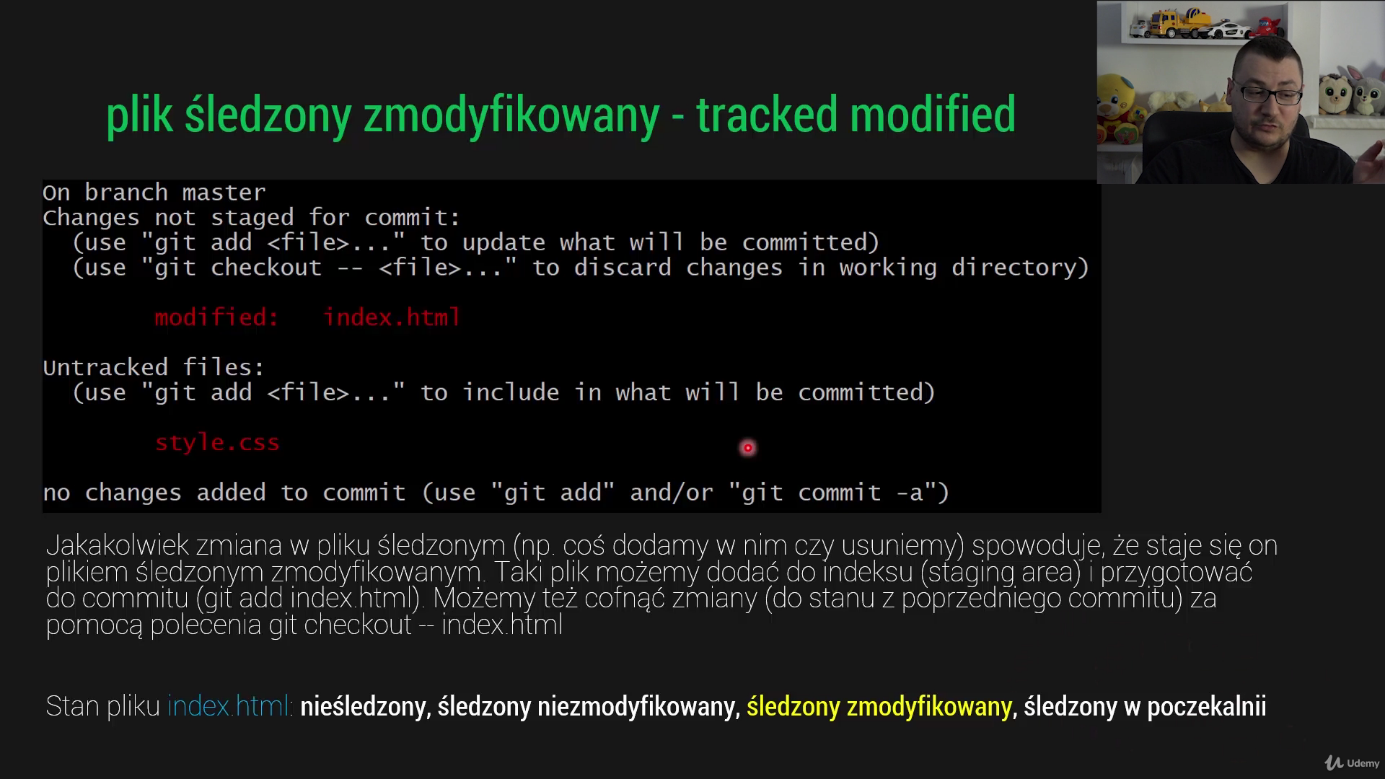 plik śledzony zmodyfikowany - tracked modified
On branch master
Changes not staged for commit:
(use "git add <file>..." to update what will be committed)
(use "git checkout -- <file>..." to discard changes in working directory)
modified: index.html
Untracked files:
(use "git add <file>..." to include in what will be committed)
style.css
no changes added to commit (use "git add" and/or "git commit -a")
Jakakolwiek zmiana w pliku śledzonym (np. coś dodamy w nim czy usuniemy) spowoduje, że staje się on
plikiem śledzonym zmodyfikowanym. Taki plik możemy dodać do indeksu (staging area) i przygotować
do commitu (git add index.html). Możemy też cofnąć zmiany (do stanu z poprzedniego commitu) za
pomocą polecenia git checkout -- index.html
Stan pliku index.html: nieśledzony, śledzony niezmodyfikowany, śledzony zmodyfikowany, śledzony w poczekalnii
Udemy